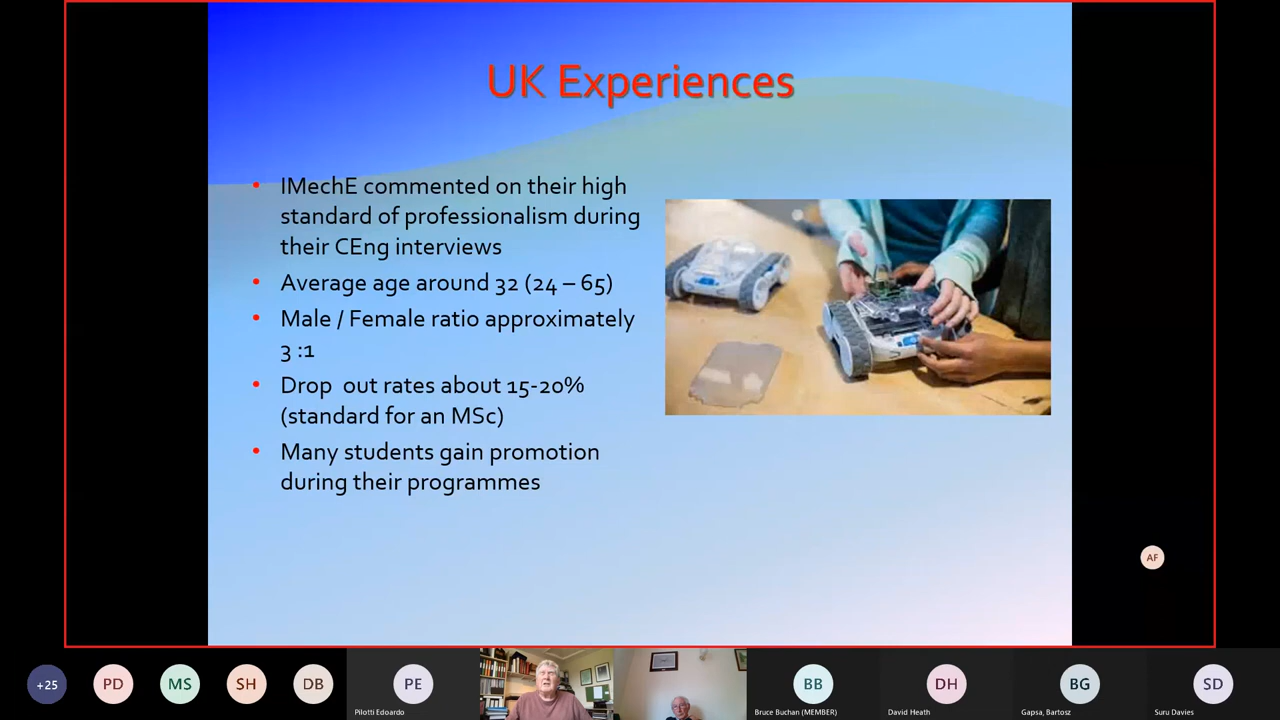 UK Experiences
• IMechE commented on their high
standard of professionalism during
their CEng interviews
• Average age around 32 (24 – 65)
• Male / Female ratio approximately
3 :1
• Drop out rates about 15-20%
(standard for an MSc)
• Many students gain promotion
during their programmes
AF
+25
PD
MS
SH
DB
PE
Pilotti Edoardo
BB
Bruce Buchan (MEMBER)
DH
David Heath
BG
Gapsa, Bartosz
SD
Suru Davies